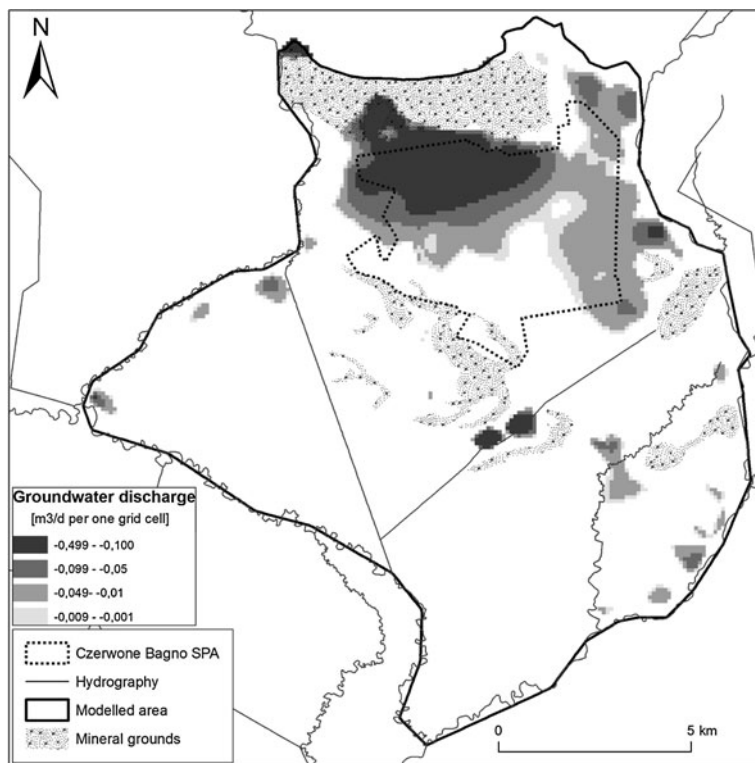 N
Groundwater discharge
[m3/d per one grid cell]
-0,499 - -0,100
-0,099 - -0,05
-0,049- -0,01
-0,009 - -0,001
Czerwone Bagno SPA
Hydrography
Modelled area
Mineral grounds
0 5 km